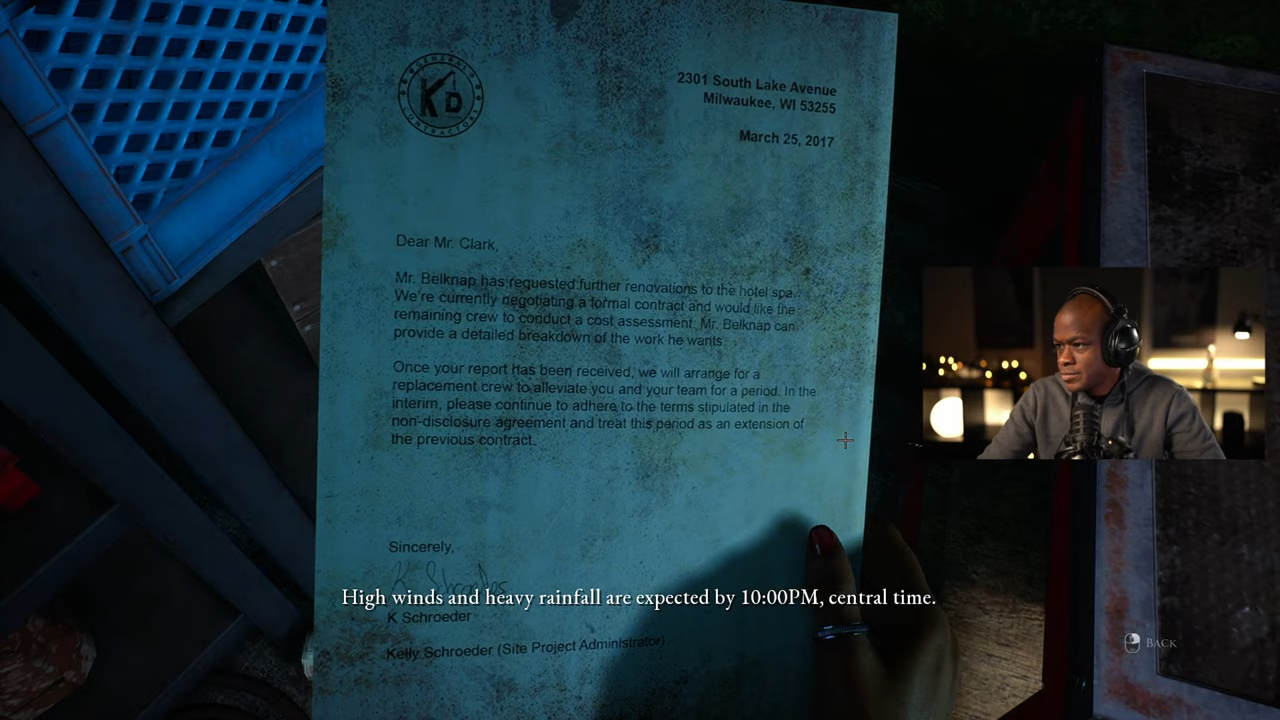 GENERAL
KD
CONTRACTORS
2301 South Lake Avenue
Milwaukee, WI 53255
March 25, 2017
Dear Mr. Clark,
Mr. Belknap has requested further renovations to the hotel spa.
We're currently negotiating a formal contract and would like the
remaining crew to conduct a cost assessment. Mr. Belknap can
provide a detailed breakdown of the work he wants.
Once your report has been received, we will arrange for a
replacement crew to alleviate you and your team for a period. In the
interim, please continue to adhere to the terms stipulated in the
non-disclosure agreement and treat this period as an extension of
the previous contract.
Sincerely,
K Schroeder
High winds and heavy rainfall are expected by 10:00PM, central time.
K Schroeder
Kelly Schroeder (Site Project Administrator)
BACK